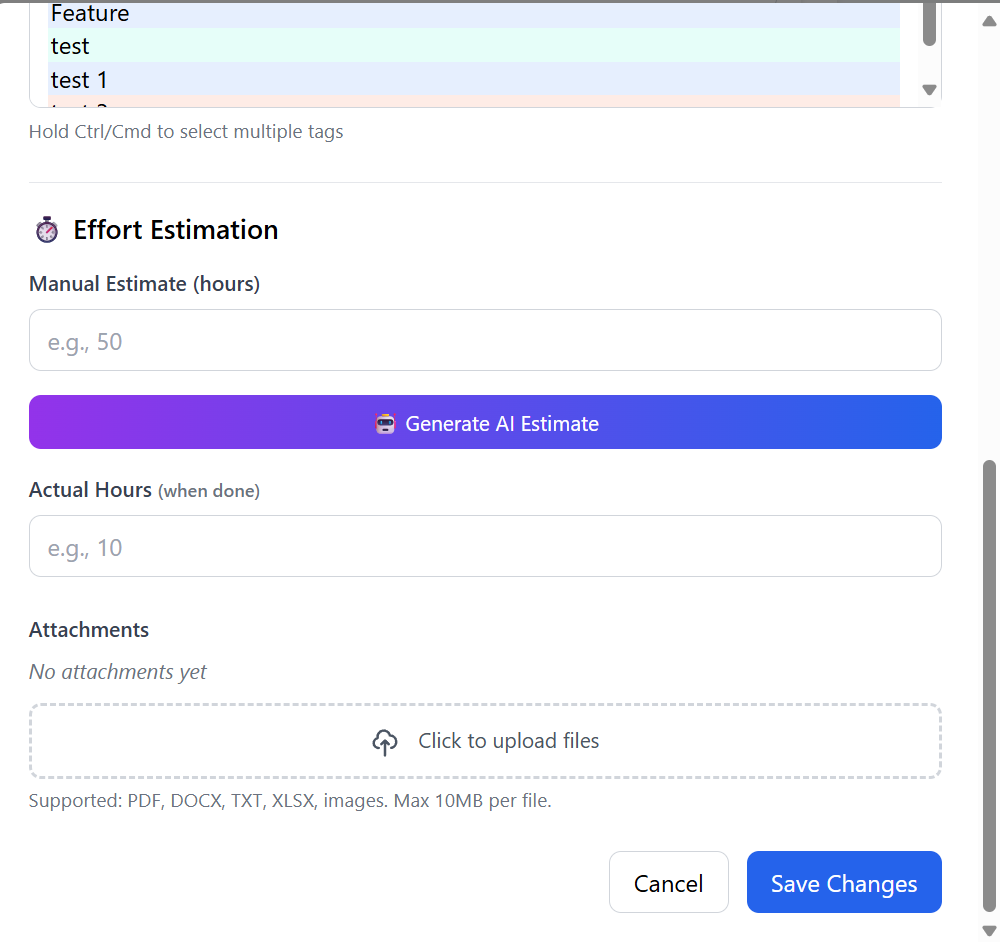 Feature
test
test 1
Hold Ctrl/Cmd to select multiple tags
Effort Estimation
Manual Estimate (hours)
e.g., 50
Generate AI Estimate
Actual Hours (when done)
e.g., 10
Attachments
No attachments yet
Click to upload files
Supported: PDF, DOCX, TXT, XLSX, images. Max 10MB per file.
Cancel
Save Changes